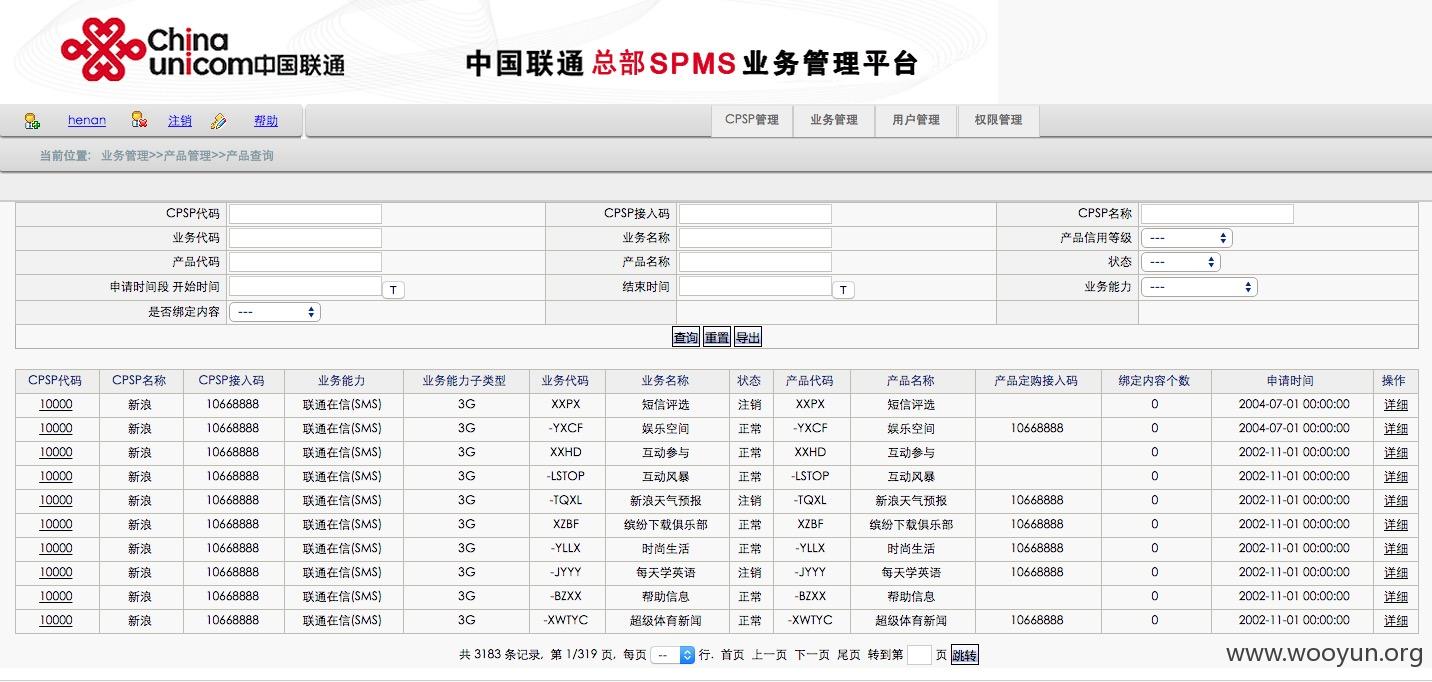 China unicom中国联通
中国联通总部SPMS业务管理平台
henan 注销 帮助 CPSP管理 业务管理 用户管理 权限管理
当前位置: 业务管理>>产品管理>>产品查询
CPSP代码 CPSP接入码 CPSP名称
业务代码 业务名称 产品信用等级 ---
产品代码 产品名称 状态 ---
申请时间段 开始时间 T 结束时间 T 业务能力 ---
是否绑定内容 ---
查询 重置 导出
CPSP代码 CPSP名称 CPSP接入码 业务能力 业务能力子类型 业务代码 业务名称 状态 产品代码 产品名称 产品定购接入码 绑定内容个数 申请时间 操作
10000 新浪 10668888 联通在信(SMS) 3G XXPX 短信评选 注销 XXPX 短信评选 0 2004-07-01 00:00:00 详细
10000 新浪 10668888 联通在信(SMS) 3G -YXCF 娱乐空间 正常 -YXCF 娱乐空间 10668888 0 2004-07-01 00:00:00 详细
10000 新浪 10668888 联通在信(SMS) 3G XXHD 互动参与 正常 XXHD 互动参与 0 2002-11-01 00:00:00 详细
10000 新浪 10668888 联通在信(SMS) 3G -LSTOP 互动风暴 正常 -LSTOP 互动风暴 0 2002-11-01 00:00:00 详细
10000 新浪 10668888 联通在信(SMS) 3G -TQXL 新浪天气预报 注销 -TQXL 新浪天气预报 10668888 0 2002-11-01 00:00:00 详细
10000 新浪 10668888 联通在信(SMS) 3G XZBF 缤纷下载俱乐部 正常 XZBF 缤纷下载俱乐部 10668888 0 2002-11-01 00:00:00 详细
10000 新浪 10668888 联通在信(SMS) 3G -YLLX 时尚生活 正常 -YLLX 时尚生活 10668888 0 2002-11-01 00:00:00 详细
10000 新浪 10668888 联通在信(SMS) 3G -JYYY 每天学英语 注销 -JYYY 每天学英语 10668888 0 2002-11-01 00:00:00 详细
10000 新浪 10668888 联通在信(SMS) 3G -BZXX 帮助信息 正常 -BZXX 帮助信息 0 2002-11-01 00:00:00 详细
10000 新浪 10668888 联通在信(SMS) 3G -XWTYC 超级体育新闻 正常 -XWTYC 超级体育新闻 10668888 0 2002-11-01 00:00:00 详细
共 3183 条记录, 第 1/319 页, 每页 -- 行. 首页 上一页 下一页 尾页 转到第 页 跳转
www.wooyun.org